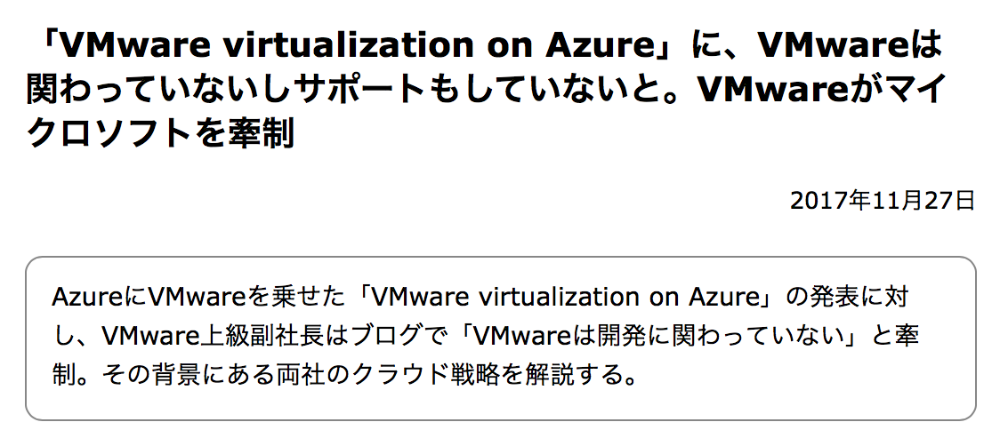 「VMware virtualization on Azure」に、VMwareは
関わっていないしサポートもしていないと。VMwareがマイ
クロソフトを牽制
2017年11月27日
AzureにVMwareを乗せた「VMware virtualization on Azure」の発表に対
し、VMware上級副社長はブログで「VMwareは開発に関わっていない」と牽
制。その背景にある両社のクラウド戦略を解説する。